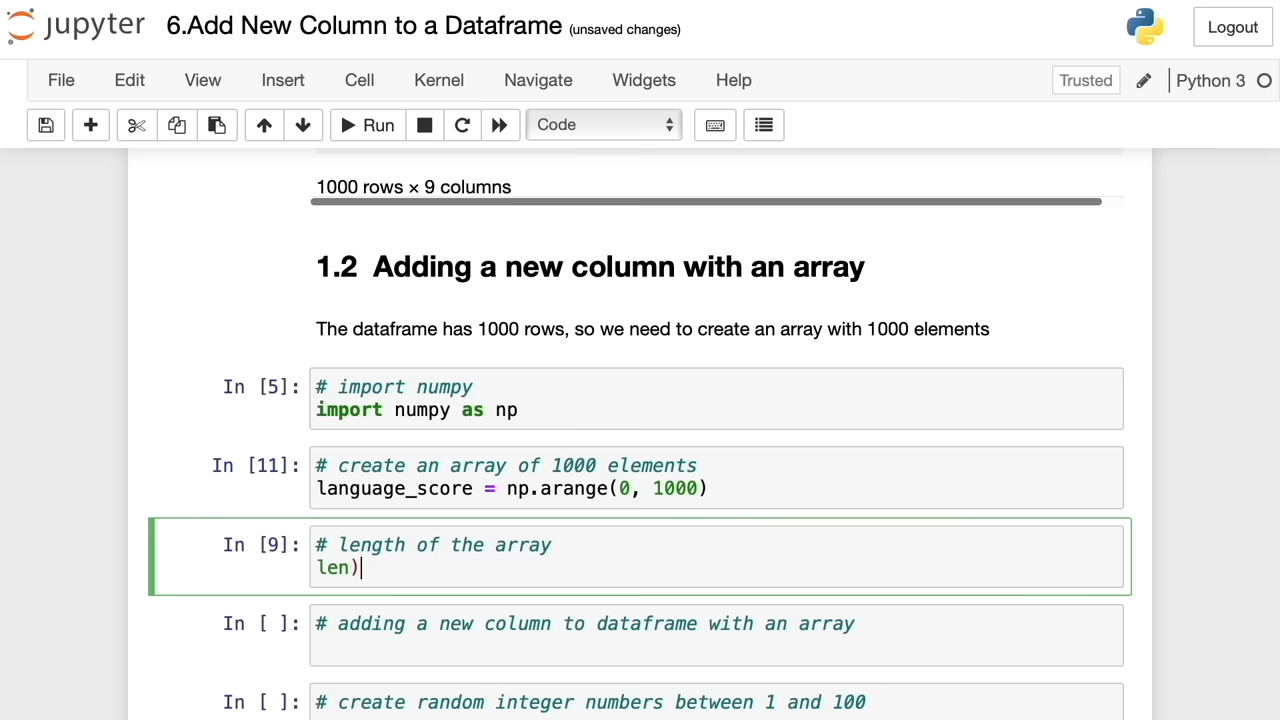 jupyter 6.Add New Column to a Dataframe (unsaved changes) Logout
File Edit View Insert Cell Kernel Navigate Widgets Help Trusted Python 3
Run Code
1000 rows × 9 columns
1.2 Adding a new column with an array
The dataframe has 1000 rows, so we need to create an array with 1000 elements
In [5]: # import numpy
import numpy as np
In [11]: # create an array of 1000 elements
language_score = np.arange(0, 1000)
In [9]: # length of the array
len)
In [ ]: # adding a new column to dataframe with an array
In [ ]: # create random integer numbers between 1 and 100